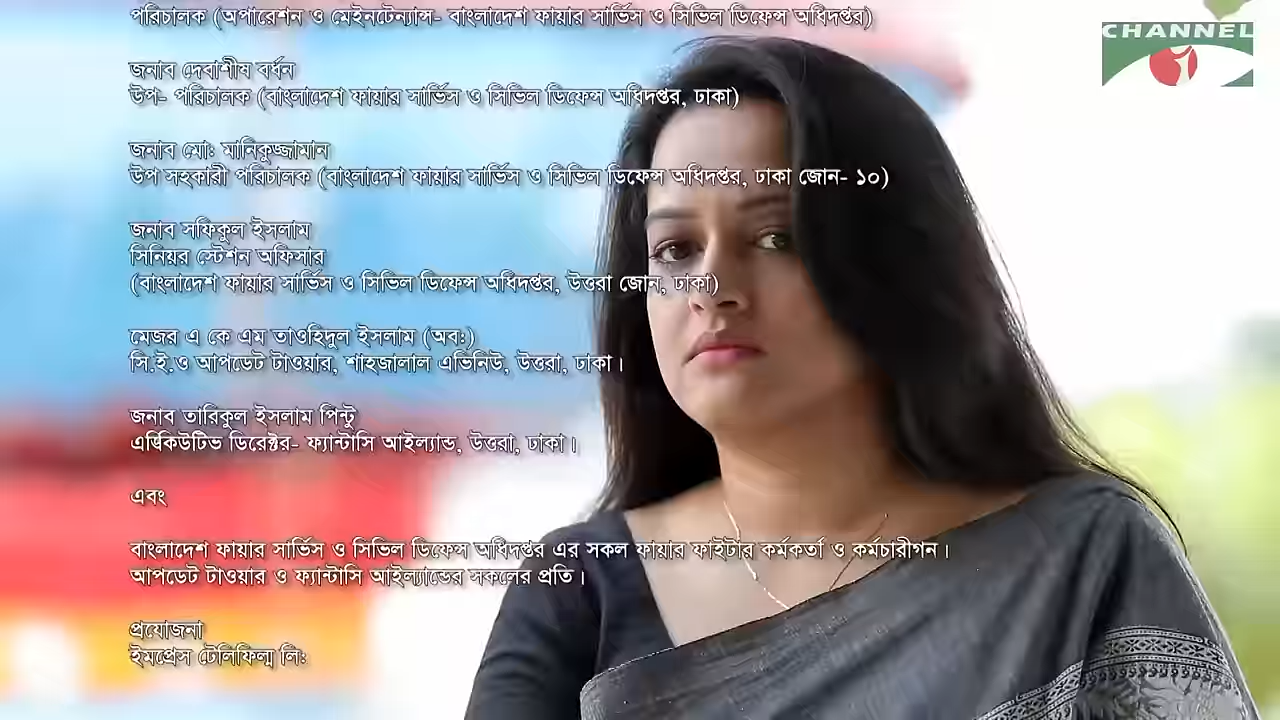 পরিচালক (অপারেশন ও মেইনটেন্যান্স- বাংলাদেশ ফায়ার সার্ভিস ও সিভিল ডিফেন্স অধিদপ্তর)
CHANNEL i
জনাব দেবাশীষ বর্ধন
উপ- পরিচালক (বাংলাদেশ ফায়ার সার্ভিস ও সিভিল ডিফেন্স অধিদপ্তর, ঢাকা)
জনাব মোঃ মানিকুজ্জামান
উপ সহকারী পরিচালক (বাংলাদেশ ফায়ার সার্ভিস ও সিভিল ডিফেন্স অধিদপ্তর, ঢাকা জোন- ১০)
জনাব সফিকুল ইসলাম
সিনিয়র স্টেশন অফিসার
(বাংলাদেশ ফায়ার সার্ভিস ও সিভিল ডিফেন্স অধিদপ্তর, উত্তরা জোন, ঢাকা)
মেজর এ কে এম তাওহিদুল ইসলাম (অবঃ)
সি.ই.ও আপডেট টাওয়ার, শাহজালাল এভিনিউ, উত্তরা, ঢাকা।
জনাব তারিকুল ইসলাম পিন্টু
এক্সিকিউটিভ ডিরেক্টর- ফ্যান্টাসি আইল্যান্ড, উত্তরা, ঢাকা।
এবং
বাংলাদেশ ফায়ার সার্ভিস ও সিভিল ডিফেন্স অধিদপ্তর এর সকল ফায়ার ফাইটার কর্মকর্তা ও কর্মচারীগন।
আপডেট টাওয়ার ও ফ্যান্টাসি আইল্যান্ডের সকলের প্রতি।
প্রযোজনা
ইমপ্রেস টেলিফিল্ম লিঃ